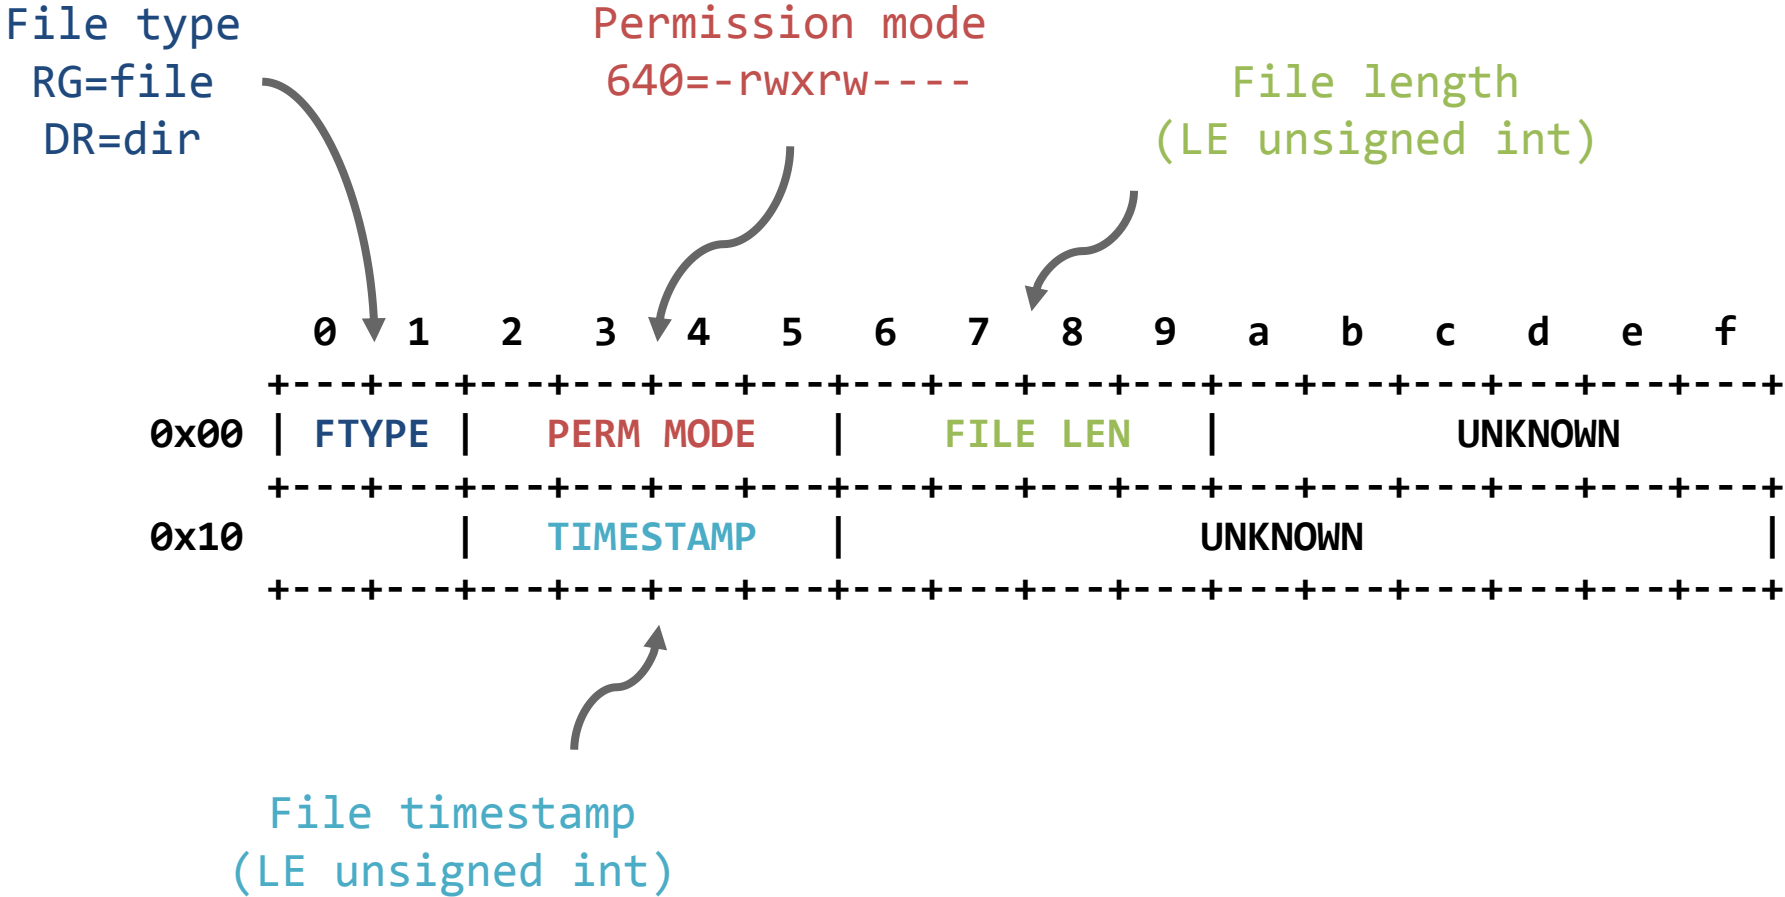 File type
RG=file
DR=dir
Permission mode
640=-rwxrw----
File length
(LE unsigned int)
0 1 2 3 4 5 6 7 8 9 a b c d e f
+---+---+---+---+---+---+---+---+---+---+---+---+---+---+---+---+
0x00 | FTYPE | PERM MODE | FILE LEN | UNKNOWN
+---+---+---+---+---+---+---+---+---+---+---+---+---+---+---+---+
0x10 | TIMESTAMP | UNKNOWN |
+---+---+---+---+---+---+---+---+---+---+---+---+---+---+---+---+
File timestamp
(LE unsigned int)